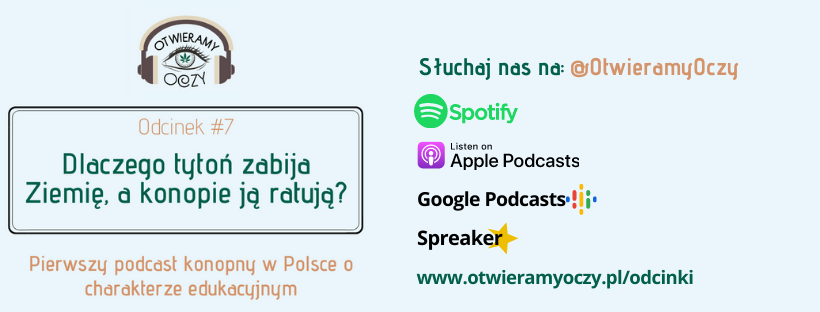 OTWIERAMY
OCZY
Odcinek #7
Dlaczego tytoń zabija
Ziemię, a konopie ją ratują?
Pierwszy podcast konopny w Polsce o
charakterze edukacyjnym
Słuchaj nas na: @OtwieramyOczy
Spotify
Listen on
Apple Podcasts
Google Podcasts
Spreaker
www.otwieramyoczy.pl/odcinki